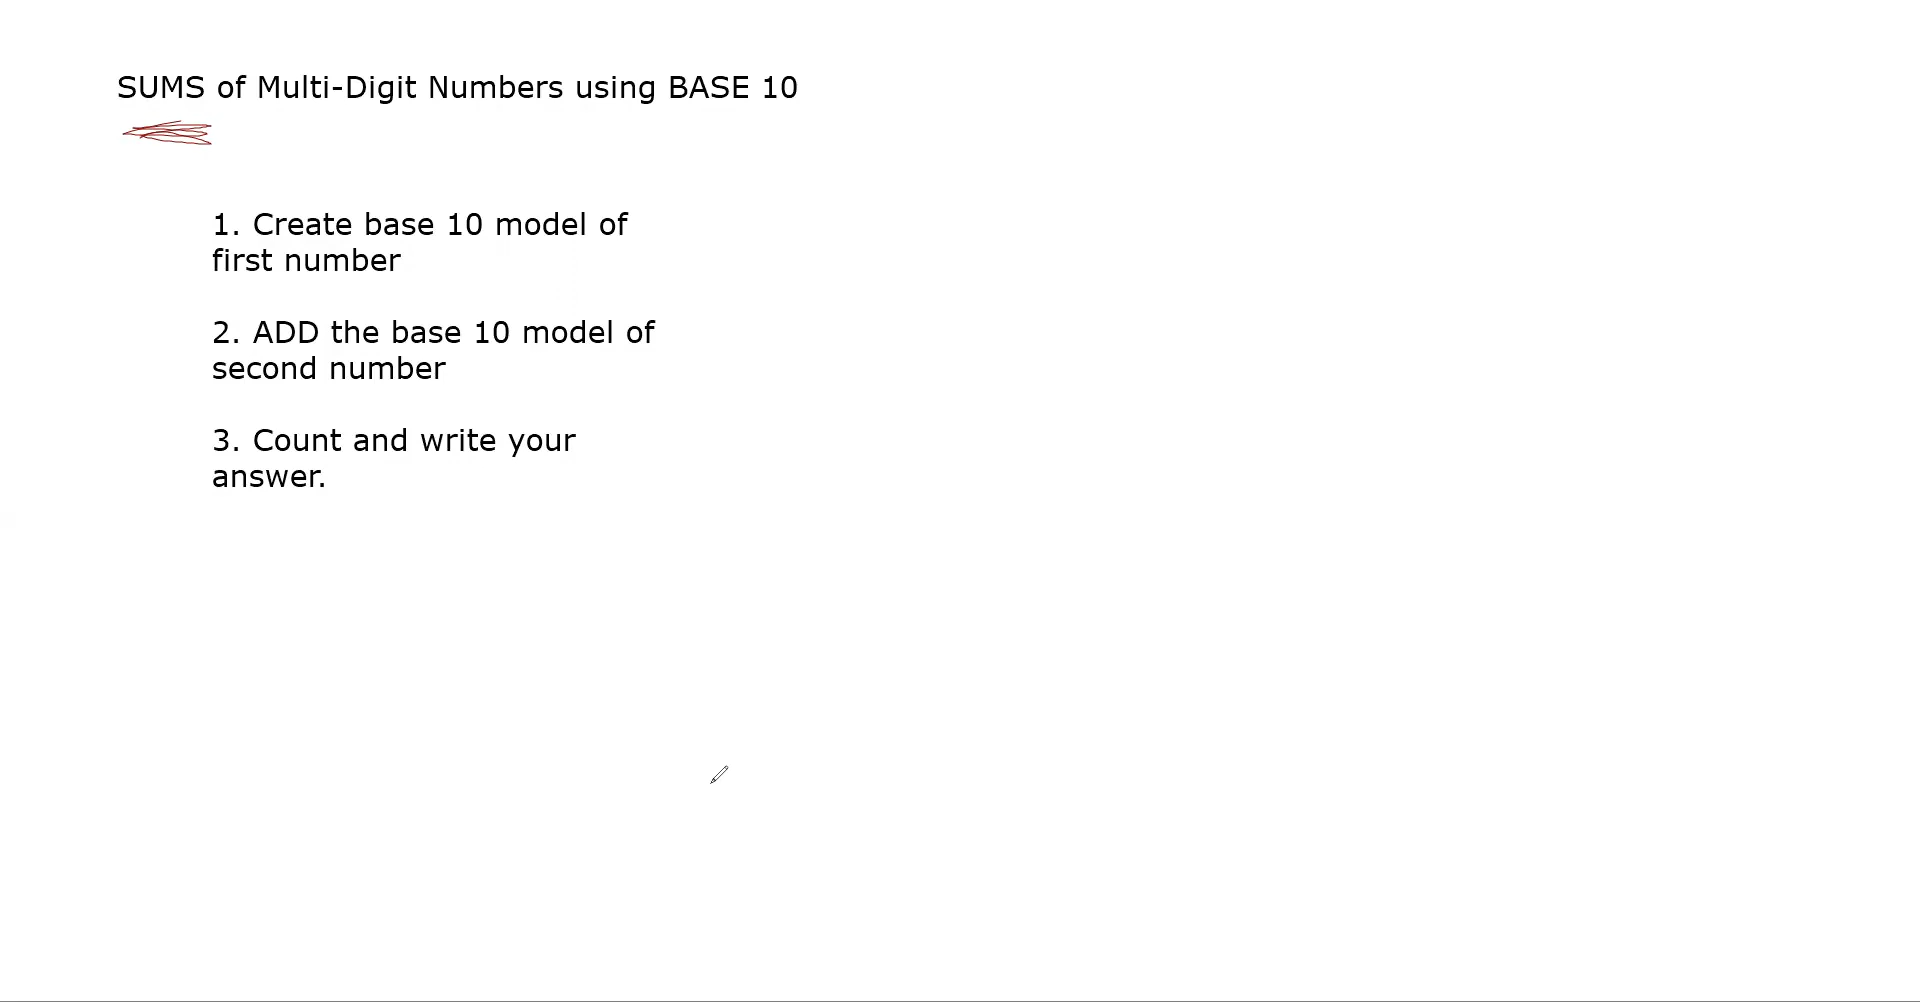 SUMS of Multi-Digit Numbers using BASE 10
1. Create base 10 model of
first number
2. ADD the base 10 model of
second number
3. Count and write your
answer.